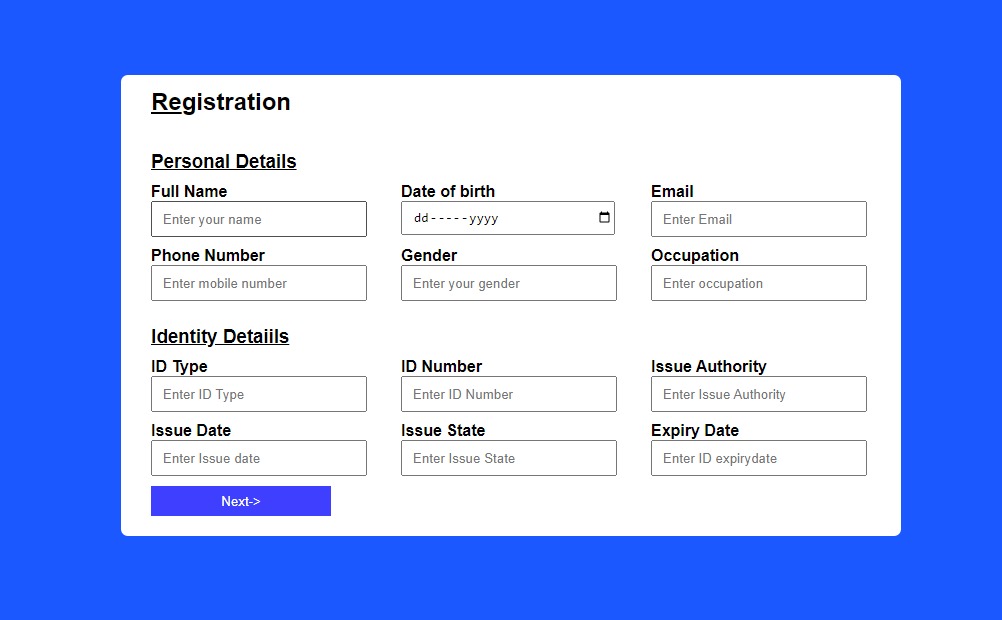 Registration
Personal Details
Full Name Date of birth Email
Enter your name dd-----yyyy Enter Email
Phone Number Gender Occupation
Enter mobile number Enter your gender Enter occupation
Identity Detaiils
ID Type ID Number Issue Authority
Enter ID Type Enter ID Number Enter Issue Authority
Issue Date Issue State Expiry Date
Enter Issue date Enter Issue State Enter ID expirydate
Next->